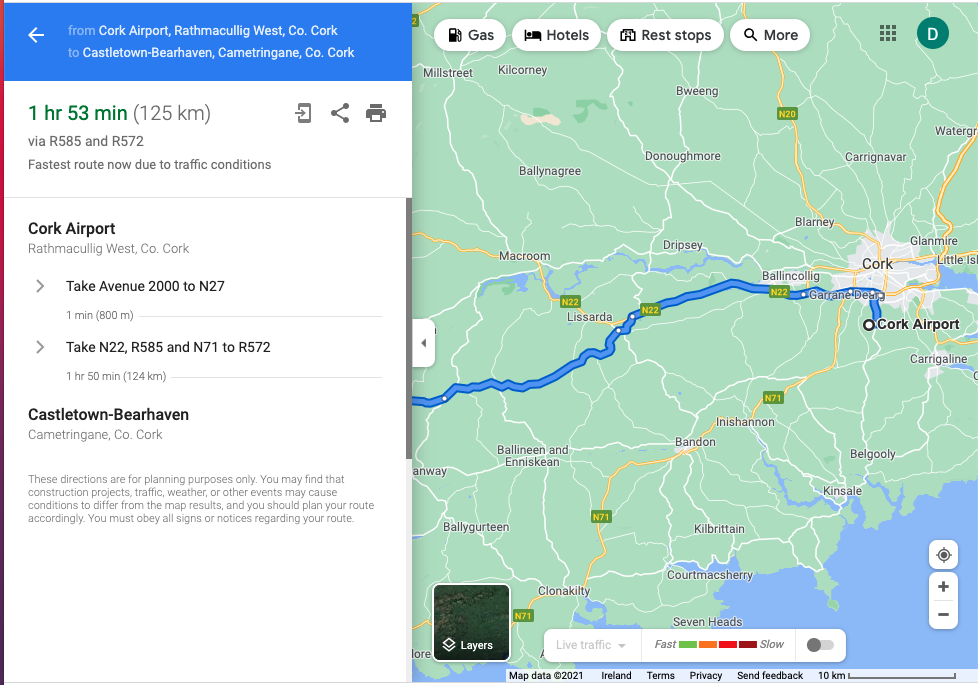 from Cork Airport, Rathmacullig West, Co. Cork
to Castletown-Bearhaven, Cametringane, Co. Cork
1 hr 53 min (125 km)
via R585 and R572
Fastest route now due to traffic conditions
Cork Airport
Rathmacullig West, Co. Cork
Take Avenue 2000 to N27
1 min (800 m)
Take N22, R585 and N71 to R572
1 hr 50 min (124 km)
Castletown-Bearhaven
Cametringane, Co. Cork
These directions are for planning purposes only. You may find that
construction projects, traffic, weather, or other events may cause
conditions to differ from the map results, and you should plan your route
accordingly. You must obey all signs or notices regarding your route.
Gas
Hotels
Rest stops
More
D
Millstreet
Kilcorney
Bweeng
N20
Watergr
Donoughmore
Carrignavar
Ballynagree
Blarney
Glanmire
Dripsey
Macroom
Cork
Little Isl
Ballincollig
N22
Garrane Dearg
N22
N22
Lissarda
Cork Airport
Carrigaline
N71
Inishannon
Bandon
Ballineen and
Enniskean
Belgooly
anway
Kinsale
N71
Ballygurteen
Kilbrittain
Courtmacsherry
Clonakilty
N71
Seven Heads
Layers
Live traffic
Fast
Slow
Map data ©2021
Ireland
Terms
Privacy
Send feedback
10 km